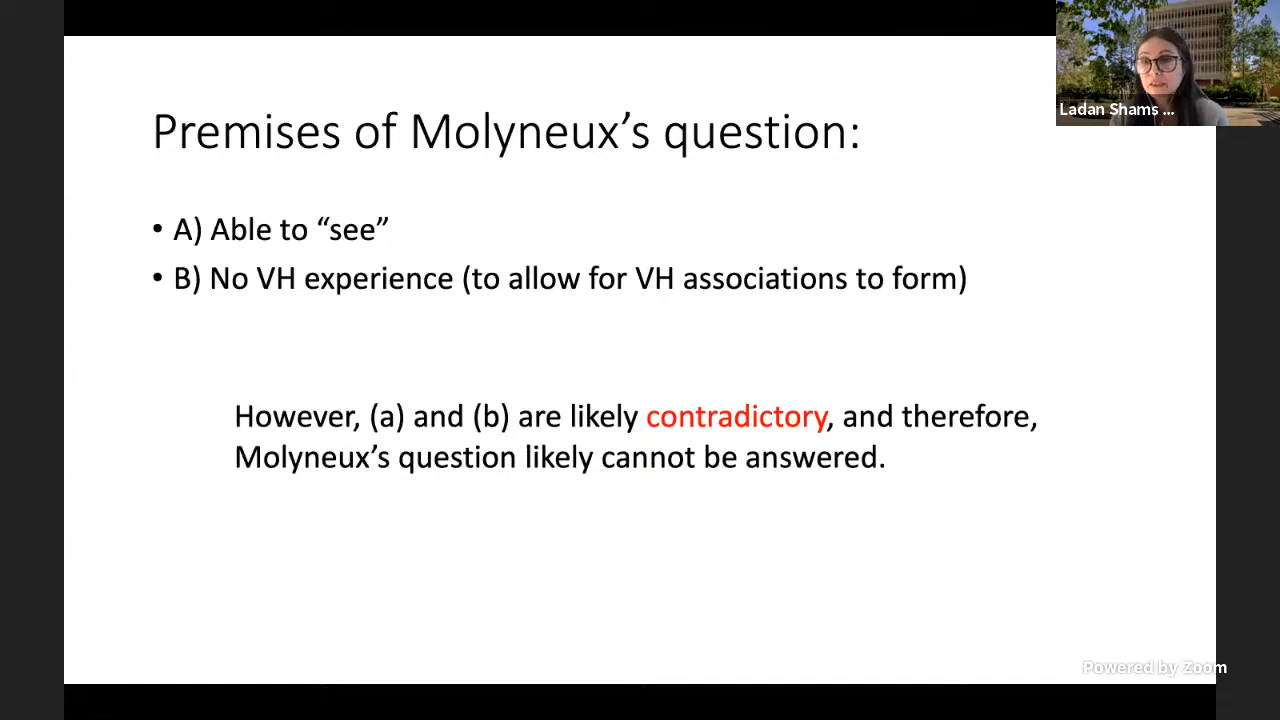 Ladan Shams ...
Premises of Molyneux’s question:
• A) Able to “see”
• B) No VH experience (to allow for VH associations to form)
However, (a) and (b) are likely contradictory, and therefore,
Molyneux’s question likely cannot be answered.
Powered by Zoom